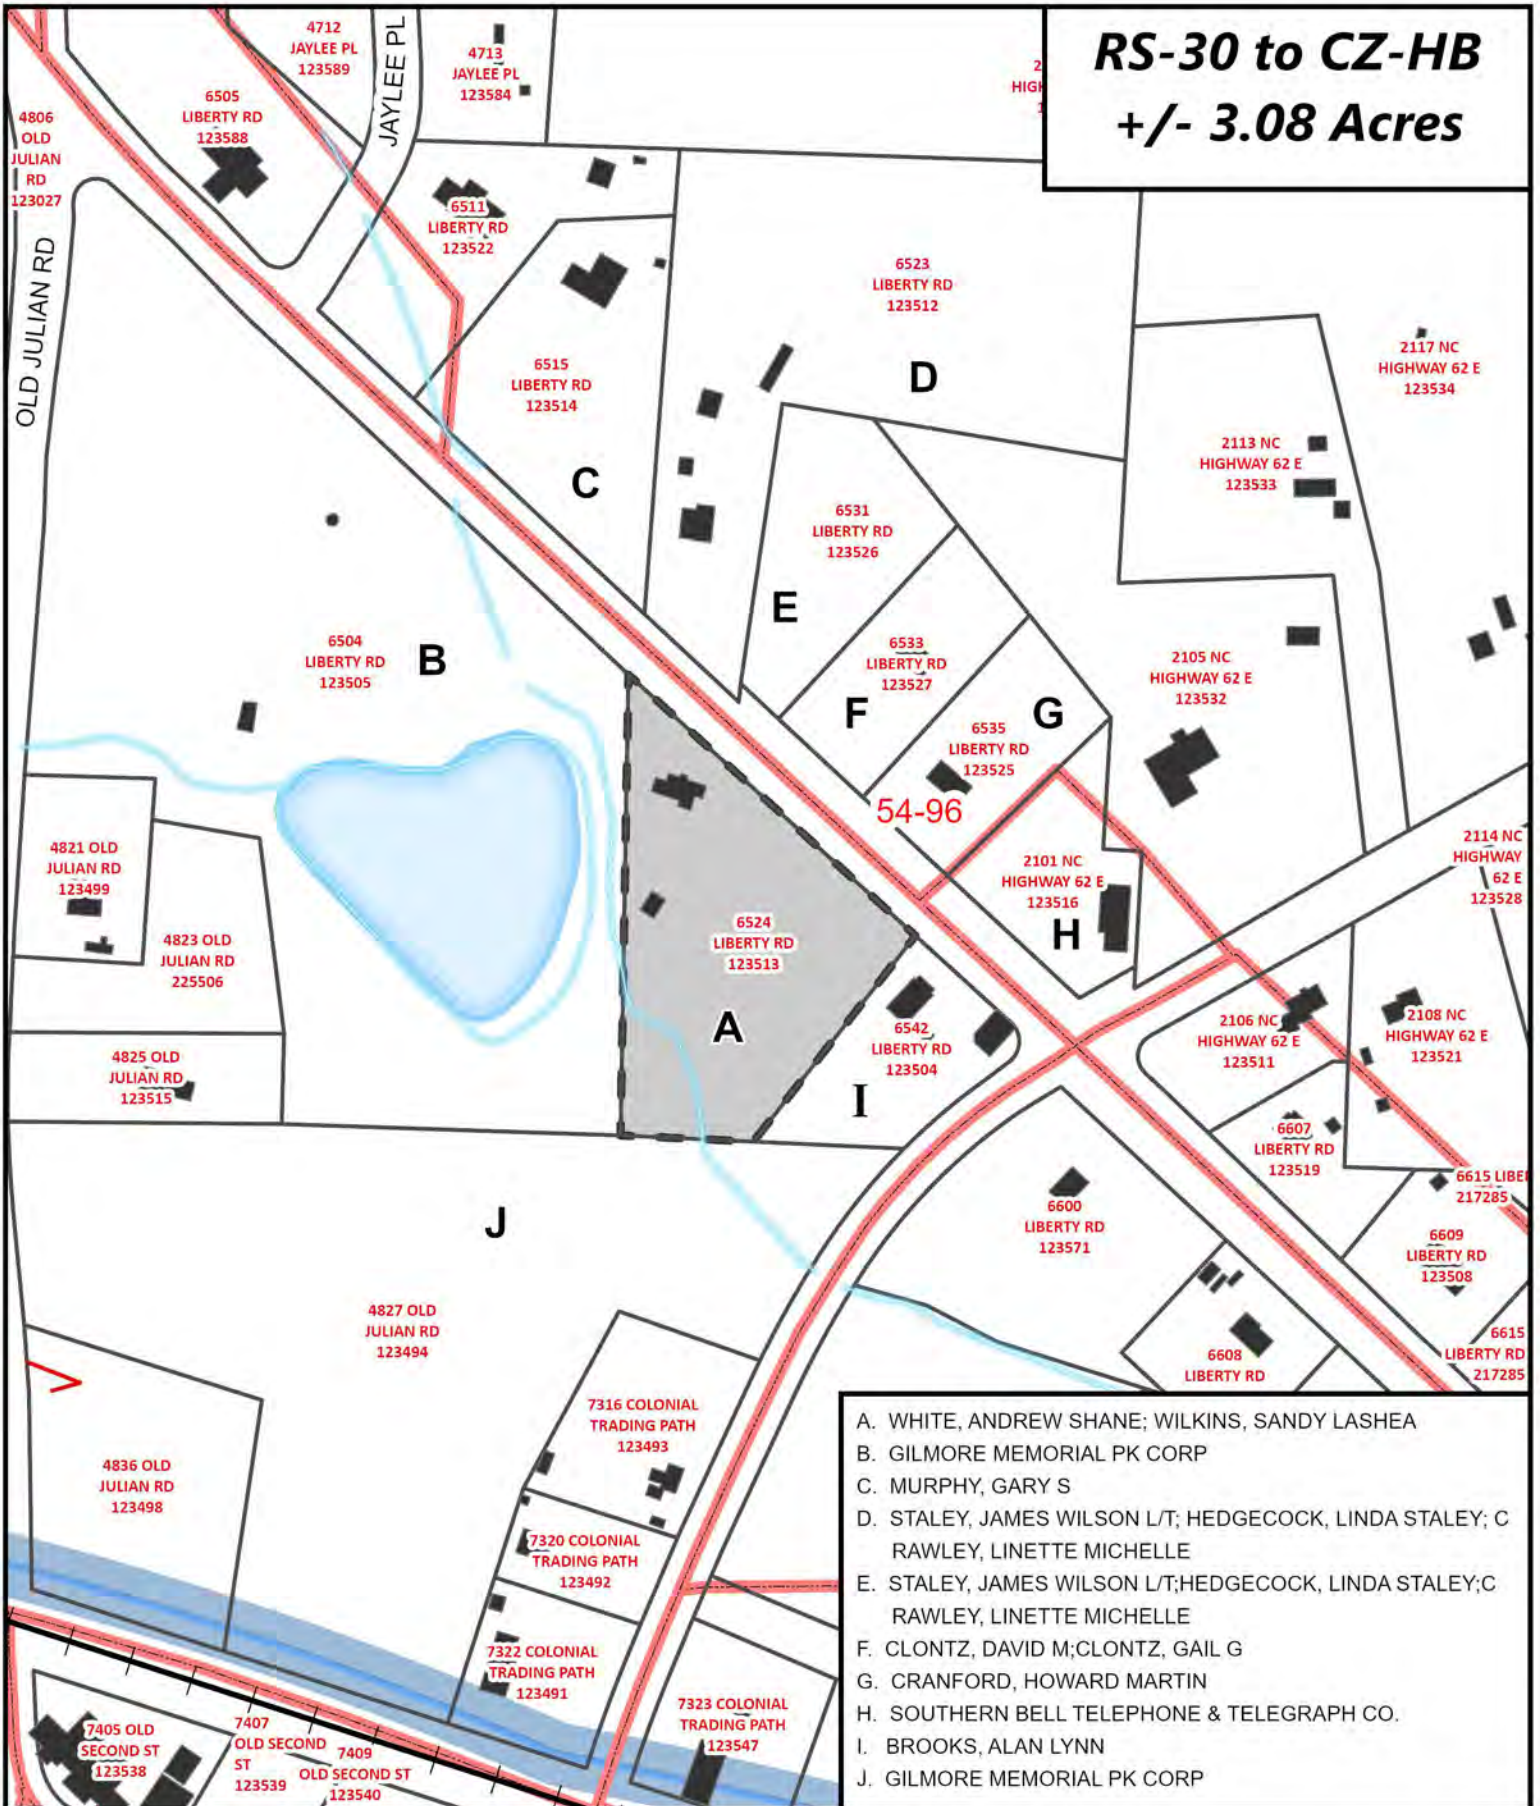 RS-30 to CZ-HB
+/- 3.08 Acres
4712
JAYLEE PL
123589
JAYLEE PL
4713
JAYLEE PL
123584
2
HIGH
1
6505
LIBERTY RD
123588
4806
OLD
JULIAN
RD
123027
6511
LIBERTY RD
123522
OLD JULIAN RD
6523
LIBERTY RD
123512
D
6515
LIBERTY RD
123514
C
2117 NC
HIGHWAY 62 E
123534
2113 NC
HIGHWAY 62 E
123533
6531
LIBERTY RD
123526
E
6504
LIBERTY RD
123505
B
6533
LIBERTY RD
123527
F
2105 NC
HIGHWAY 62 E
123532
G
6535
LIBERTY RD
123525
54-96
2101 NC
HIGHWAY 62 E
123516
H
4821 OLD
JULIAN RD
123499
2114 NC
HIGHWAY
62 E
123528
4823 OLD
JULIAN RD
225506
6524
LIBERTY RD
123513
A
6542
LIBERTY RD
123504
I
2106 NC
HIGHWAY 62 E
123511
2108 NC
HIGHWAY 62 E
123521
4825 OLD
JULIAN RD
123515
6607
LIBERTY RD
123519
6615 LIBE
217285
J
6600
LIBERTY RD
123571
6609
LIBERTY RD
123508
4827 OLD
JULIAN RD
123494
6615
LIBERTY RD
217285
6608
LIBERTY RD
7316 COLONIAL
TRADING PATH
123493
4836 OLD
JULIAN RD
123498
7320 COLONIAL
TRADING PATH
123492
7322 COLONIAL
TRADING PATH
123491
7323 COLONIAL
TRADING PATH
123547
7405 OLD
SECOND ST
123538
7407
OLD SECOND
ST
123539
7409
OLD SECOND ST
123540
A. WHITE, ANDREW SHANE; WILKINS, SANDY LASHEA
B. GILMORE MEMORIAL PK CORP
C. MURPHY, GARY S
D. STALEY, JAMES WILSON L/T; HEDGECOCK, LINDA STALEY; C
RAWLEY, LINETTE MICHELLE
E. STALEY, JAMES WILSON L/T;HEDGECOCK, LINDA STALEY;C
RAWLEY, LINETTE MICHELLE
F. CLONTZ, DAVID M;CLONTZ, GAIL G
G. CRANFORD, HOWARD MARTIN
H. SOUTHERN BELL TELEPHONE & TELEGRAPH CO.
I. BROOKS, ALAN LYNN
J. GILMORE MEMORIAL PK CORP